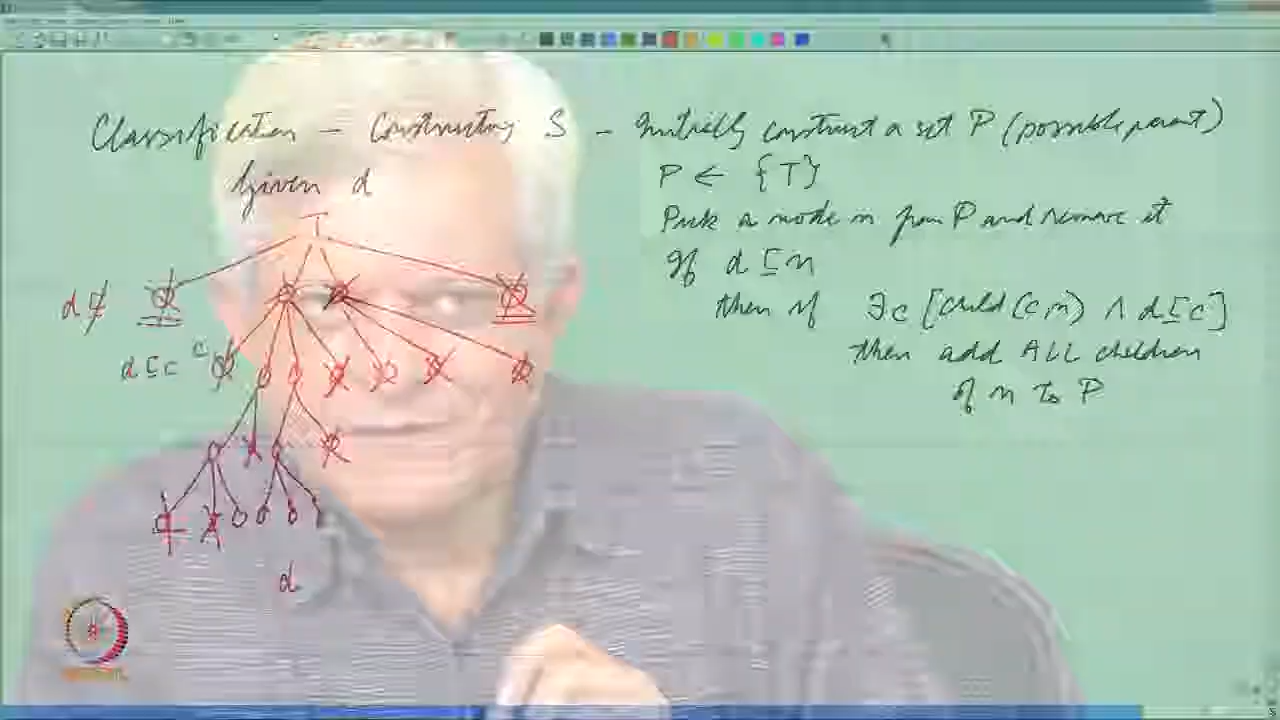 Classification - Constructing S - Initially construct a set P (possible parent)
Given d
P ← {T}
Pick a node n from P and remove it
If d ⊑ n
then if ∃c [child(c, n) ∧ d ⊑ c]
then add ALL children
of n to P
T
d ⋢
d ⊑ c c
d